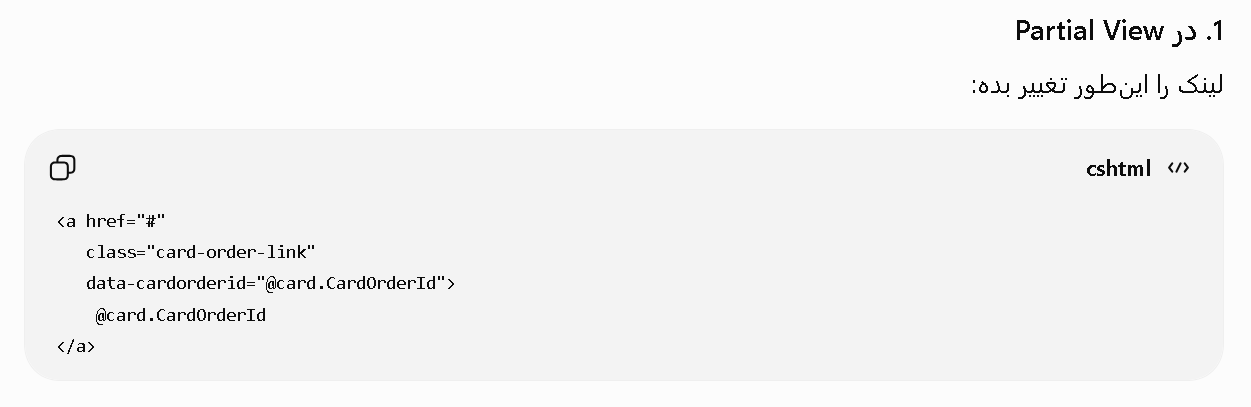 1. در Partial View
لینک را این‌طور تغییر بده:
cshtml
<a href="#"
   class="card-order-link"
   data-cardorderid="@card.CardOrderId">
    @card.CardOrderId
</a>